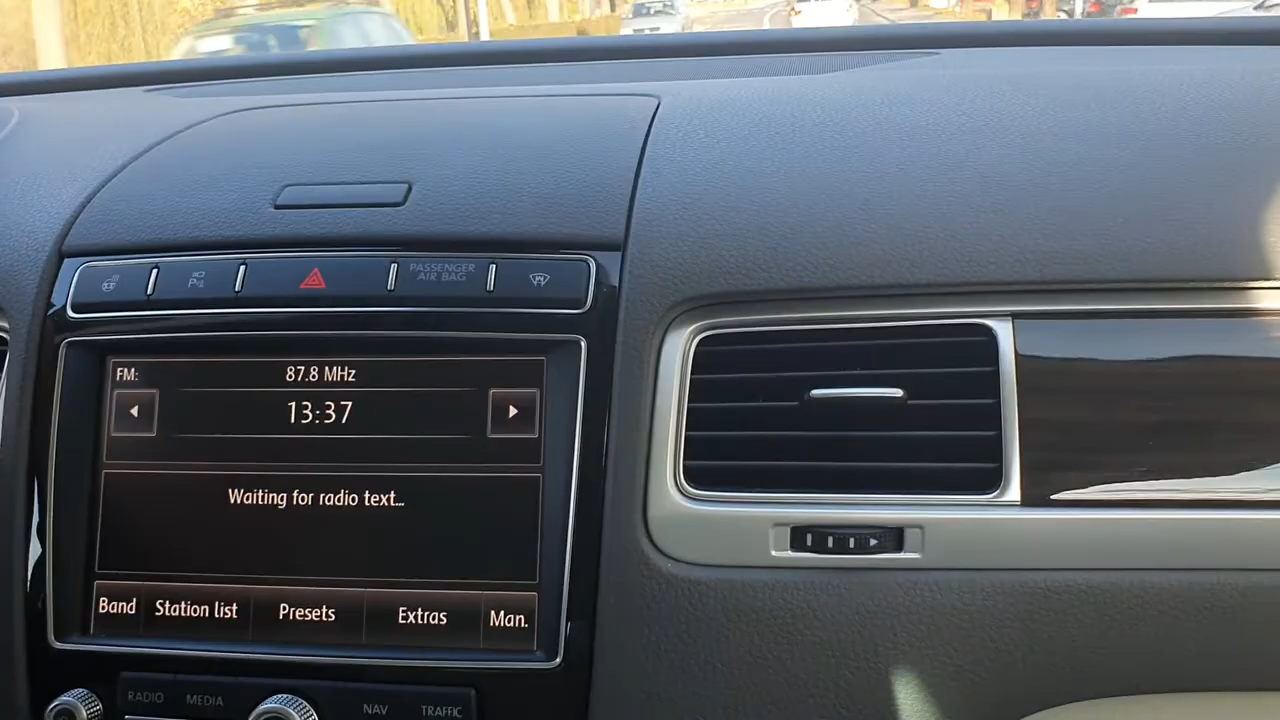 PASSENGER
AIR BAG
FM: 87.8 MHz
13:37
Waiting for radio text...
Band Station list Presets Extras Man.
RADIO MEDIA NAV TRAFFIC